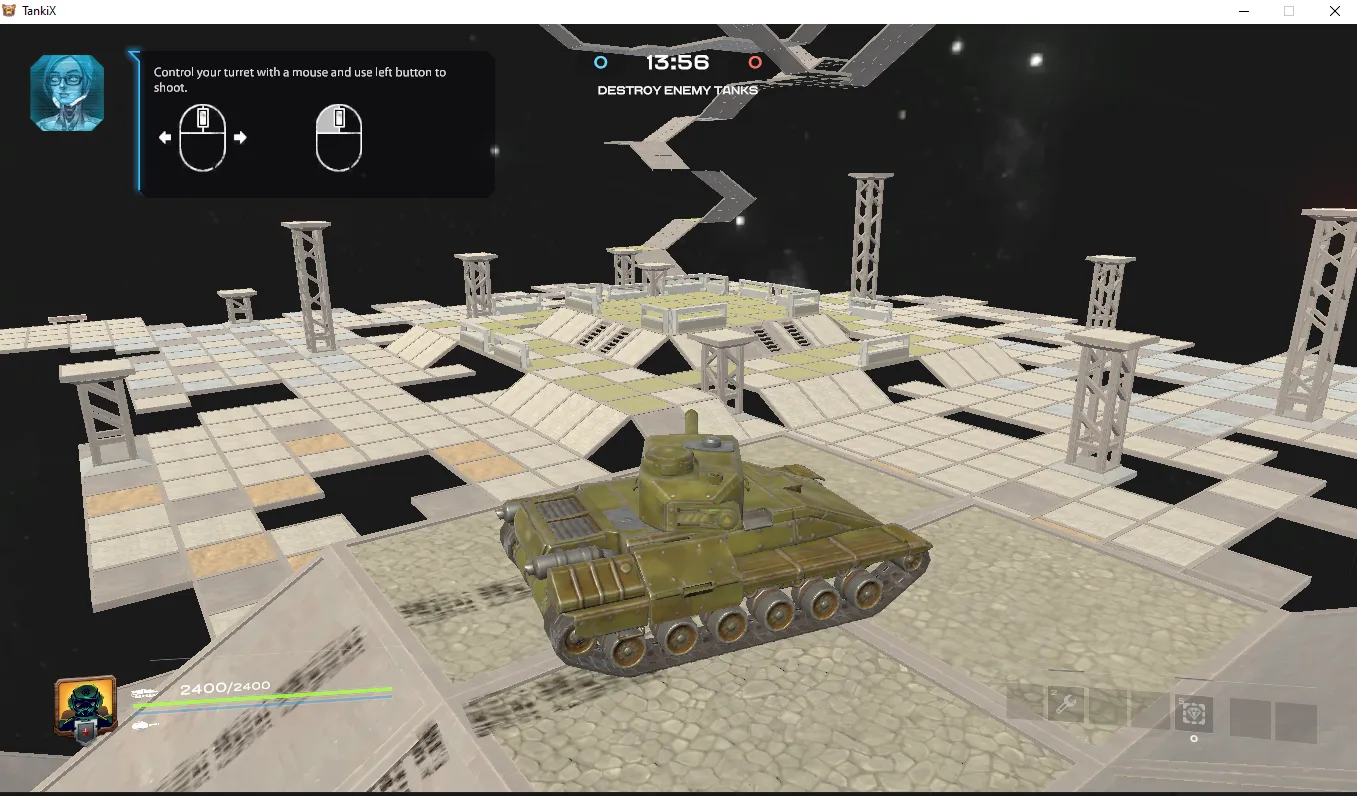 TankiX
Control your turret with a mouse and use left button to
shoot.
13:56
DESTROY ENEMY TANKS
2400/2400
2